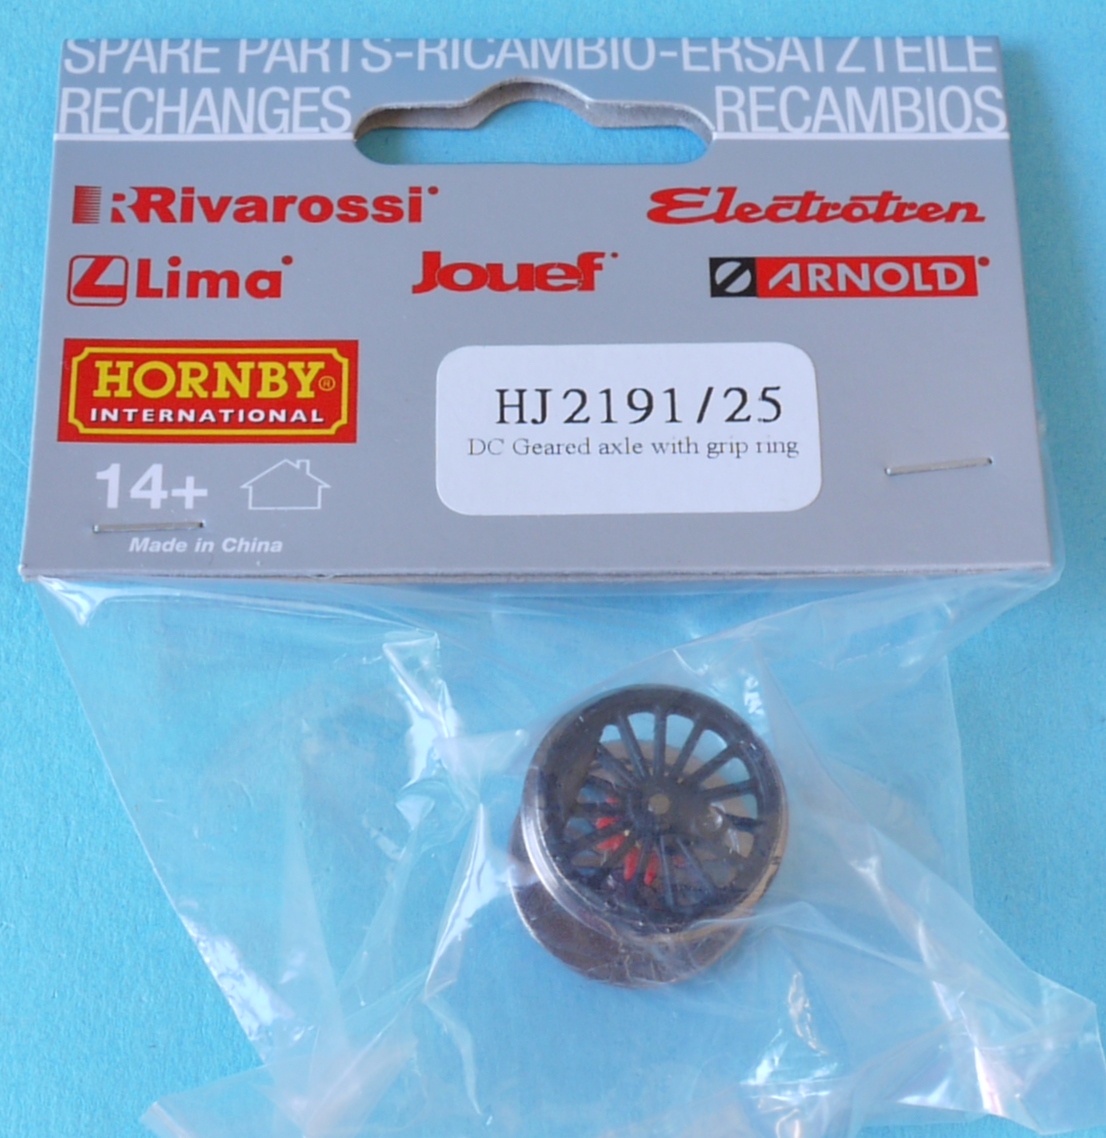 SPARE PARTS-RICAMBIO-ERSATZTEILE
RECHANGES RECAMBIOS
Rivarossi Electrotren
Lima Jouef ARNOLD
HORNBY®
INTERNATIONAL
HJ2191/25
DC Geared axle with grip ring
14+
Made in China